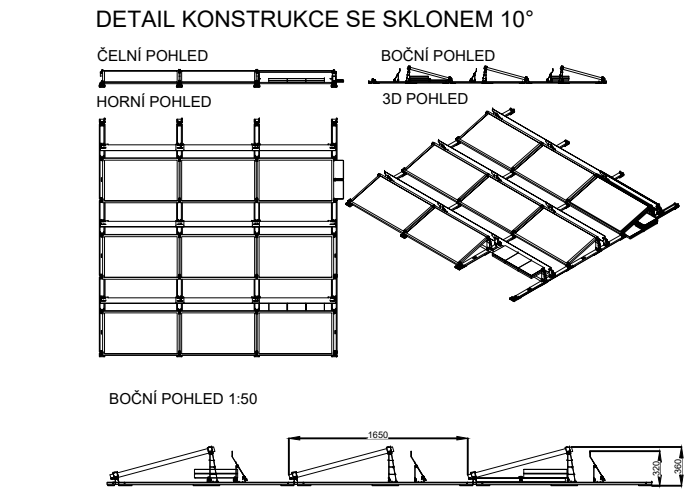 DETAIL KONSTRUKCE SE SKLONEM 10°
ČELNÍ POHLED
BOČNÍ POHLED
HORNÍ POHLED
3D POHLED
BOČNÍ POHLED 1:50
1650
320
360